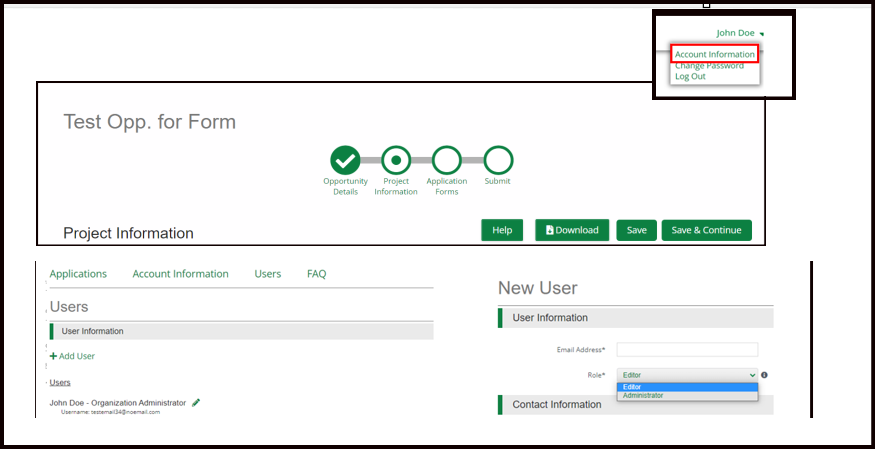 John Doe
Account Information
Change Password
Log Out
Test Opp. for Form
Opportunity Details
Project Information
Application Forms
Submit
Project Information
Help
Download
Save
Save & Continue
Applications Account Information Users FAQ
Users
User Information
+ Add User
Users
John Doe - Organization Administrator
Username: testemail34@noemail.com
New User
User Information
Email Address*
Role* Editor
Editor
Administrator
Contact Information